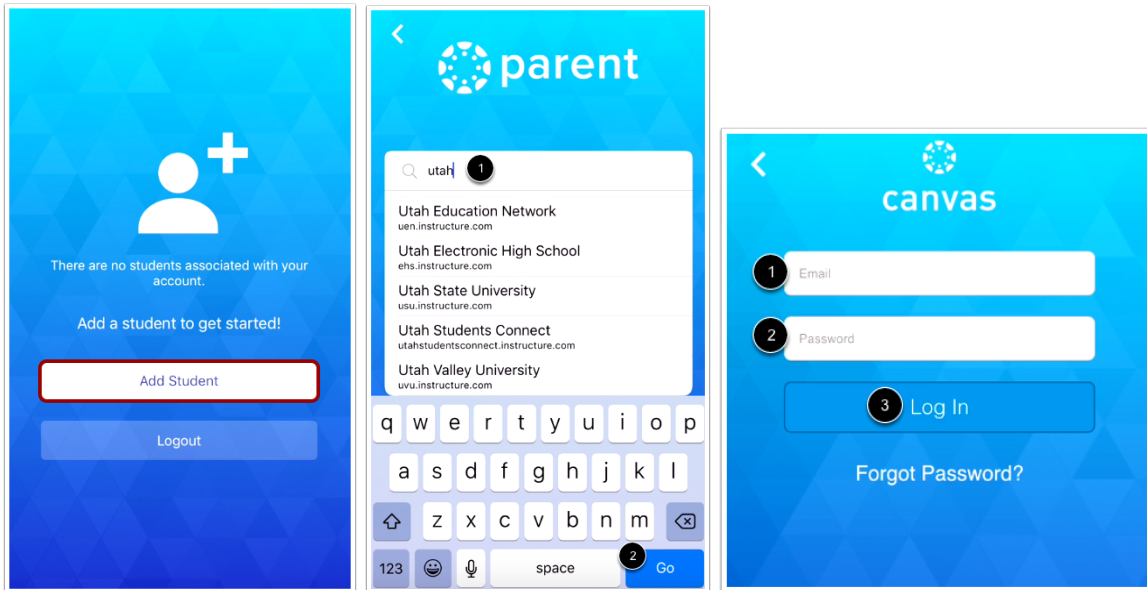 There are no students associated with your
account.
Add a student to get started!
Add Student
Logout
parent
utah 1
Utah Education Network
uen.instructure.com
Utah Electronic High School
ehs.instructure.com
Utah State University
usu.instructure.com
Utah Students Connect
utahstudentsconnect.instructure.com
Utah Valley University
uvu.instructure.com
q w e r t y u i o p
a s d f g h j k l
z x c v b n m
2
123 space Go
canvas
1 Email
2 Password
3 Log In
Forgot Password?